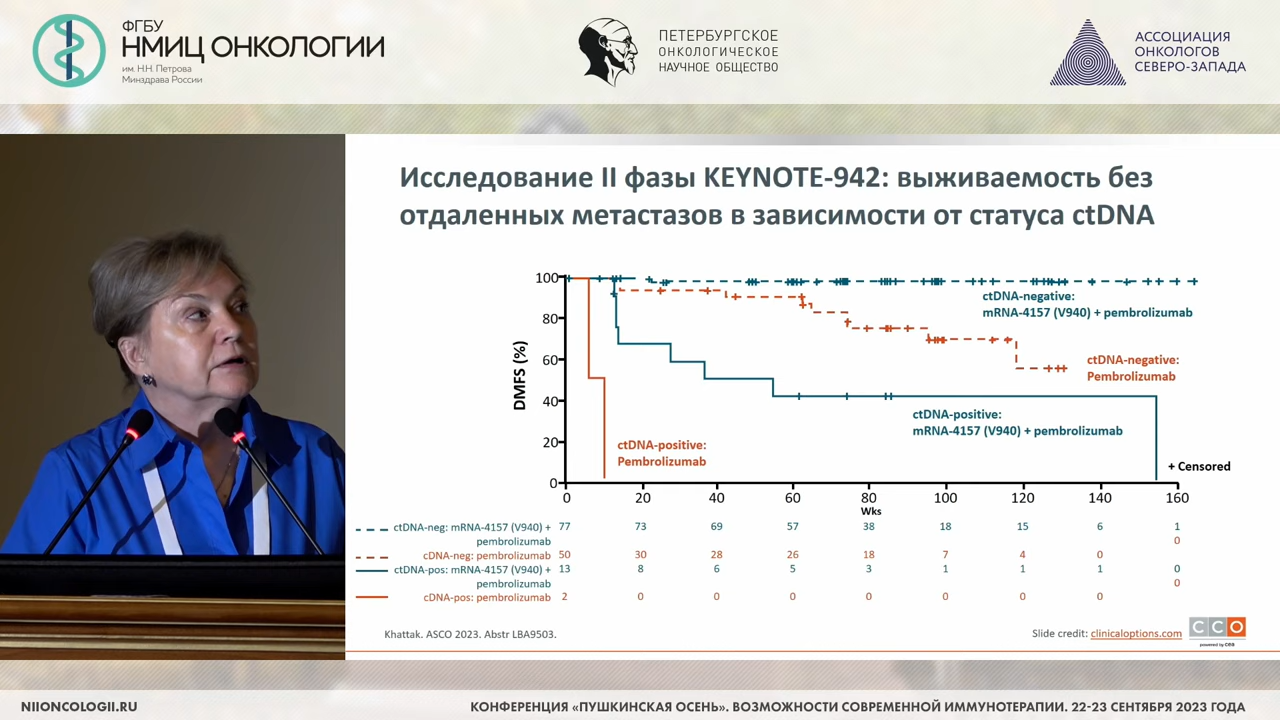 ФГБУ
НМИЦ ОНКОЛОГИИ
им. Н.Н. Петрова
Минздрава России
ПЕТЕРБУРГСКОЕ
ОНКОЛОГИЧЕСКОЕ
НАУЧНОЕ ОБЩЕСТВО
АССОЦИАЦИЯ
ОНКОЛОГОВ
СЕВЕРО-ЗАПАДА
Исследование II фазы KEYNOTE-942: выживаемость без
отдаленных метастазов в зависимости от статуса ctDNA
DMFS (%)
100
80
60
40
20
0
ctDNA-negative:
mRNA-4157 (V940) + pembrolizumab
ctDNA-negative:
Pembrolizumab
ctDNA-positive:
mRNA-4157 (V940) + pembrolizumab
ctDNA-positive:
Pembrolizumab
+ Censored
0 20 40 60 80 100 120 140 160
Wks
ctDNA-neg: mRNA-4157 (V940) + 77 73 69 57 38 18 15 6 1
pembrolizumab 0
cDNA-neg: pembrolizumab 50 30 28 26 18 7 4 0
ctDNA-pos: mRNA-4157 (V940) + 13 8 6 5 3 1 1 1 0
pembrolizumab 0
cDNA-pos: pembrolizumab 2 0 0 0 0 0 0 0
Khattak. ASCO 2023. Abstr LBA9503.
Slide credit: clinicaloptions.com
CCO
powered by cea
NIIONCOLOGII.RU
КОНФЕРЕНЦИЯ «ПУШКИНСКАЯ ОСЕНЬ». ВОЗМОЖНОСТИ СОВРЕМЕННОЙ ИММУНОТЕРАПИИ. 22-23 СЕНТЯБРЯ 2023 ГОДА